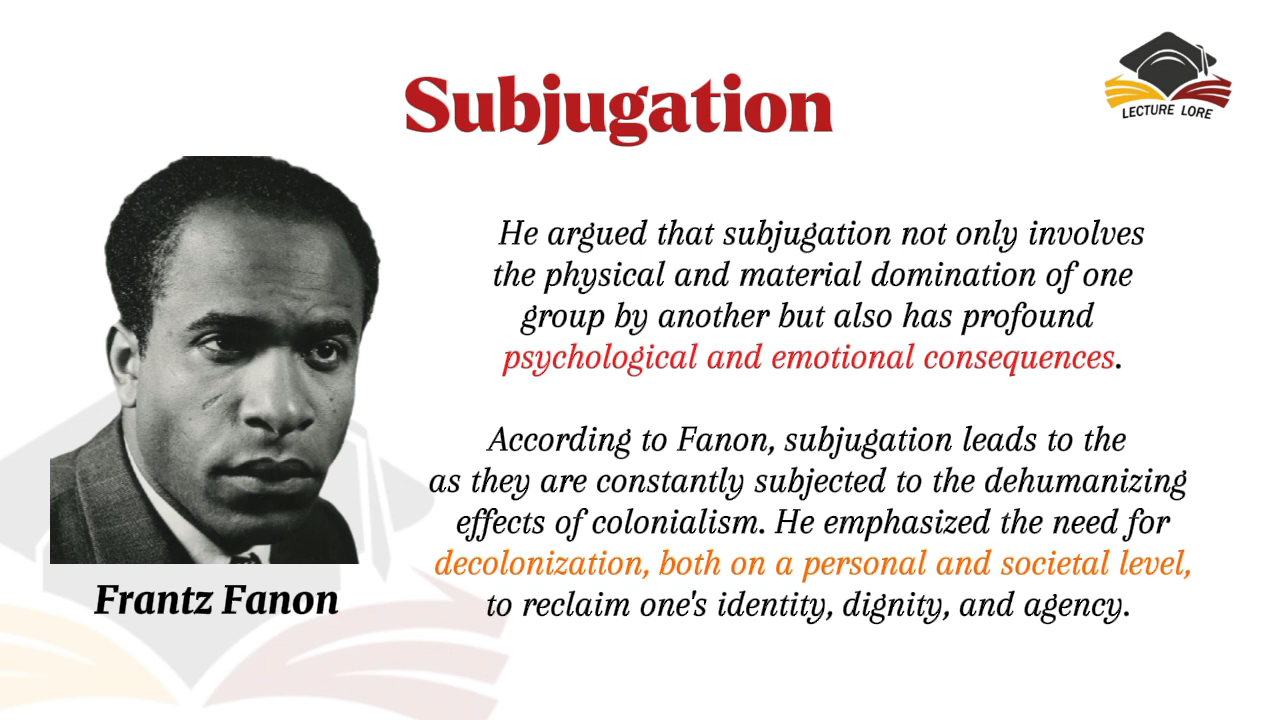 Subjugation
LECTURE LORE
He argued that subjugation not only involves
the physical and material domination of one
group by another but also has profound
psychological and emotional consequences.
According to Fanon, subjugation leads to the
as they are constantly subjected to the dehumanizing
effects of colonialism. He emphasized the need for
decolonization, both on a personal and societal level,
to reclaim one's identity, dignity, and agency.
Frantz Fanon